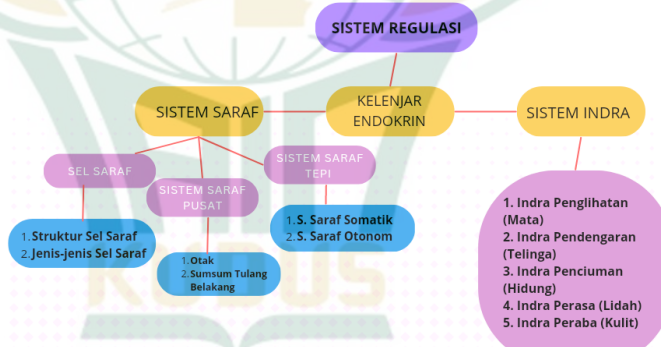 SISTEM REGULASI
SISTEM SARAF
KELENJAR
ENDOKRIN
SISTEM INDRA
SEL SARAF
SISTEM SARAF
PUSAT
SISTEM SARAF
TEPI
1. Struktur Sel Saraf
2. Jenis-jenis Sel Saraf
1. Otak
2. Sumsum Tulang
Belakang
1. S. Saraf Somatik
2. S. Saraf Otonom
1. Indra Penglihatan
(Mata)
2. Indra Pendengaran
(Telinga)
3. Indra Penciuman
(Hidung)
4. Indra Perasa (Lidah)
5. Indra Peraba (Kulit)
KUDUS